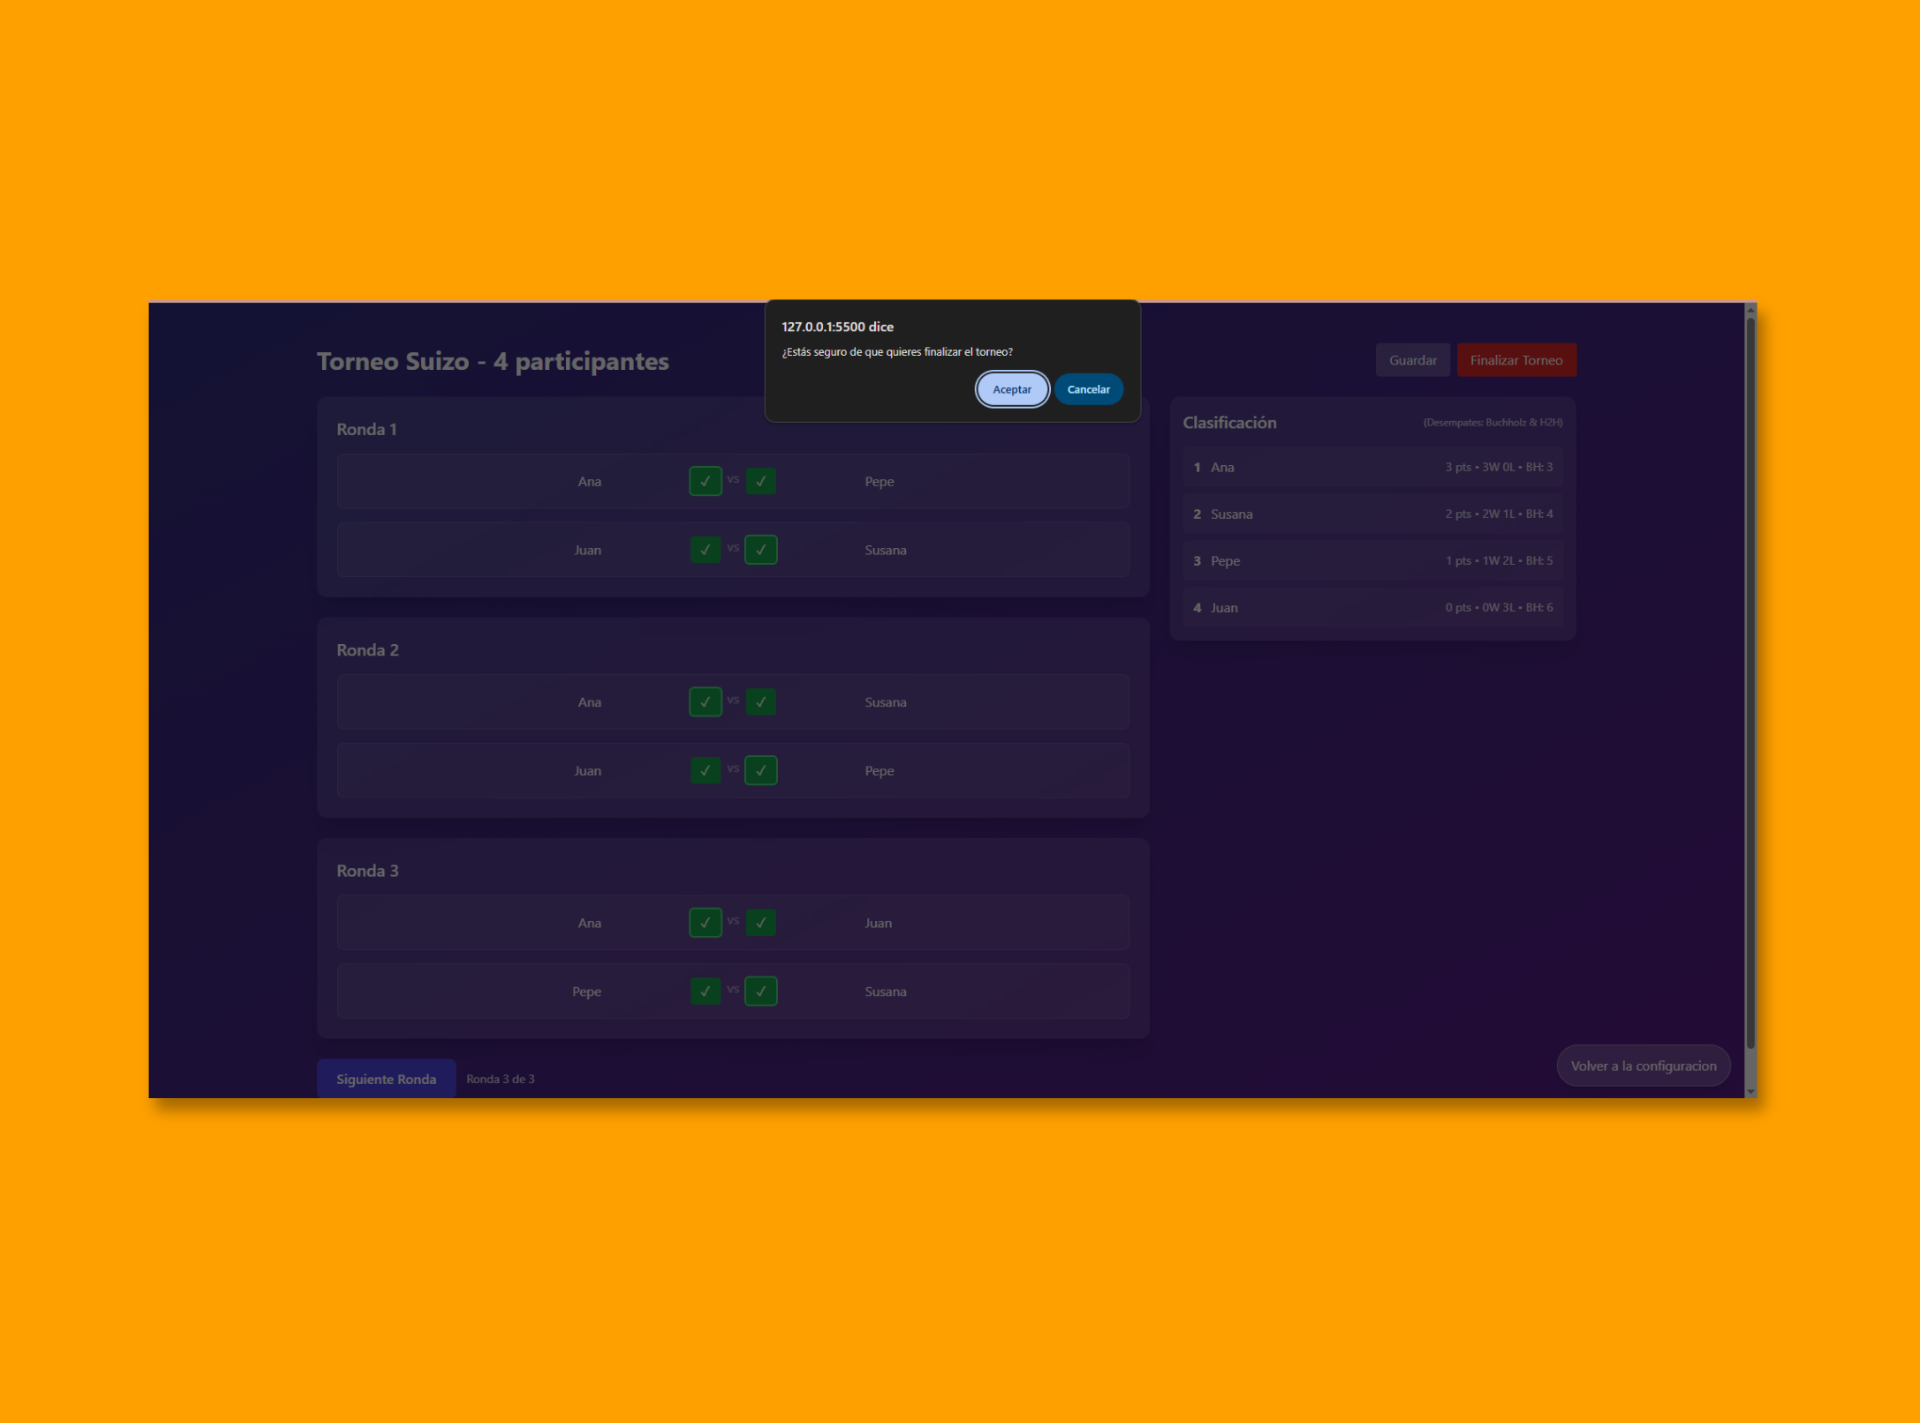 127.0.0.1:5500 dice
¿Estás seguro de que quieres finalizar el torneo?
Aceptar
Cancelar
Torneo Suizo - 4 participantes
Guardar
Finalizar Torneo
Ronda 1
Ana ✓ vs ✓ Pepe
Juan ✓ vs ✓ Susana
Ronda 2
Ana ✓ vs ✓ Susana
Juan ✓ vs ✓ Pepe
Ronda 3
Ana ✓ vs ✓ Juan
Pepe ✓ vs ✓ Susana
Siguiente Ronda
Ronda 3 de 3
Clasificación
(Desempates: Buchholz & H2H)
1 Ana 3 pts • 3W 0L • BH: 3
2 Susana 2 pts • 2W 1L • BH: 4
3 Pepe 1 pts • 1W 2L • BH: 5
4 Juan 0 pts • 0W 3L • BH: 6
Volver a la configuracion